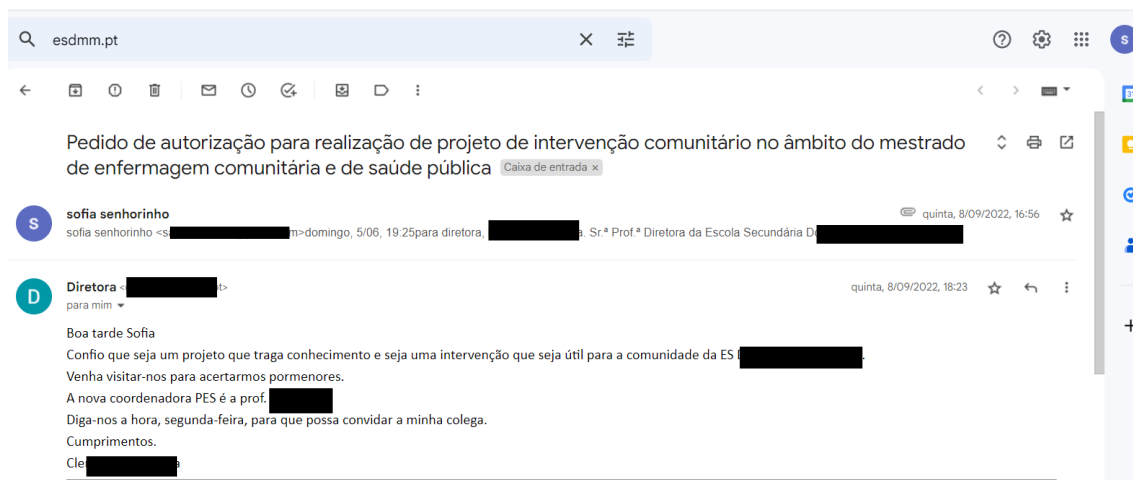 esdmm.pt
S
Pedido de autorização para realização de projeto de intervenção comunitário no âmbito do mestrado
de enfermagem comunitária e de saúde pública Caixa de entrada ×
S
sofia senhorinho
quinta, 8/09/2022, 16:56
sofia senhorinho <s m>domingo, 5/06, 19:25para diretora, a. Sr.ª Prof.ª Diretora da Escola Secundária D
D
Diretora < t>
quinta, 8/09/2022, 18:23
para mim
Boa tarde Sofia
Confio que seja um projeto que traga conhecimento e seja uma intervenção que seja útil para a comunidade da ES .
Venha visitar-nos para acertarmos pormenores.
A nova coordenadora PES é a prof.
Diga-nos a hora, segunda-feira, para que possa convidar a minha colega.
Cumprimentos.
Cle